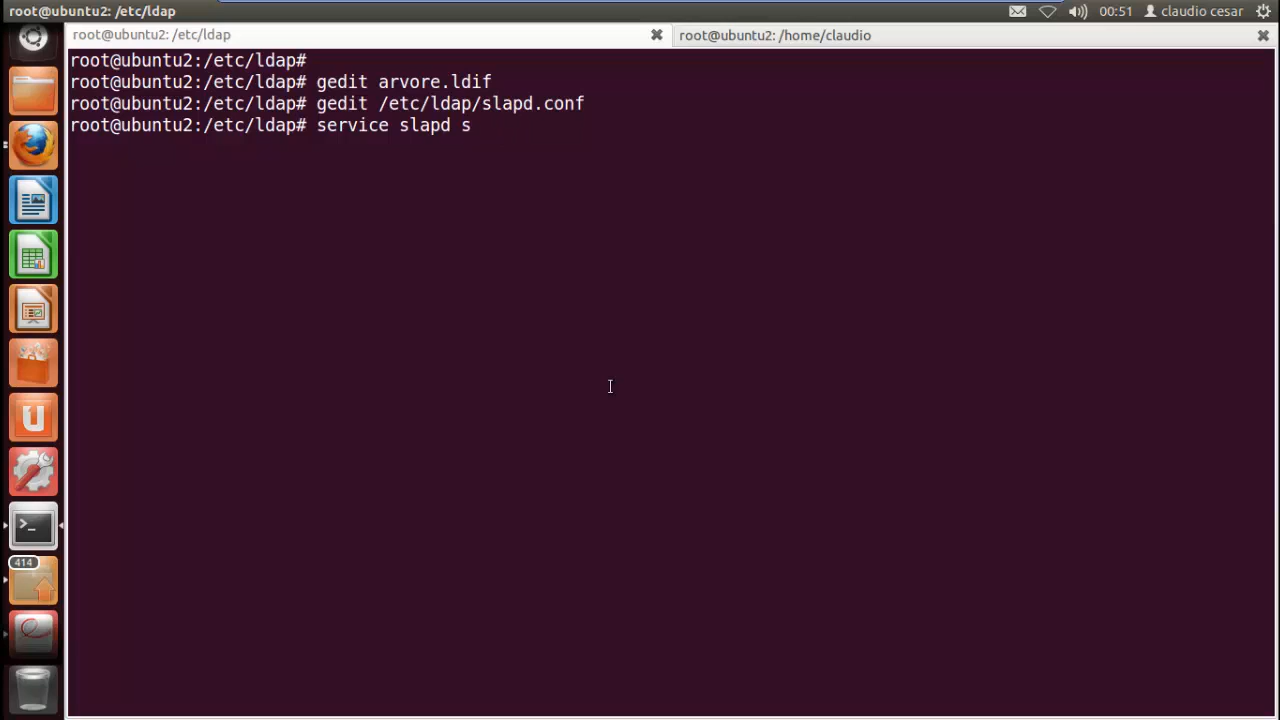 root@ubuntu2: /etc/ldap
00:51 claudio cesar
root@ubuntu2: /etc/ldap
root@ubuntu2: /home/claudio
root@ubuntu2:/etc/ldap#
root@ubuntu2:/etc/ldap# gedit arvore.ldif
root@ubuntu2:/etc/ldap# gedit /etc/ldap/slapd.conf
root@ubuntu2:/etc/ldap# service slapd s
U
>_
414